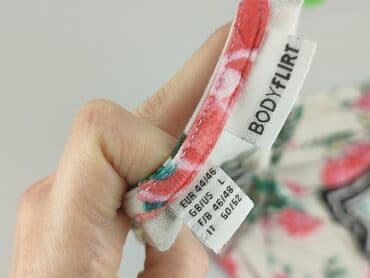 BODYFLIRT
EUR 44/46
GB/US L
F/B 46/48
IT 50/52